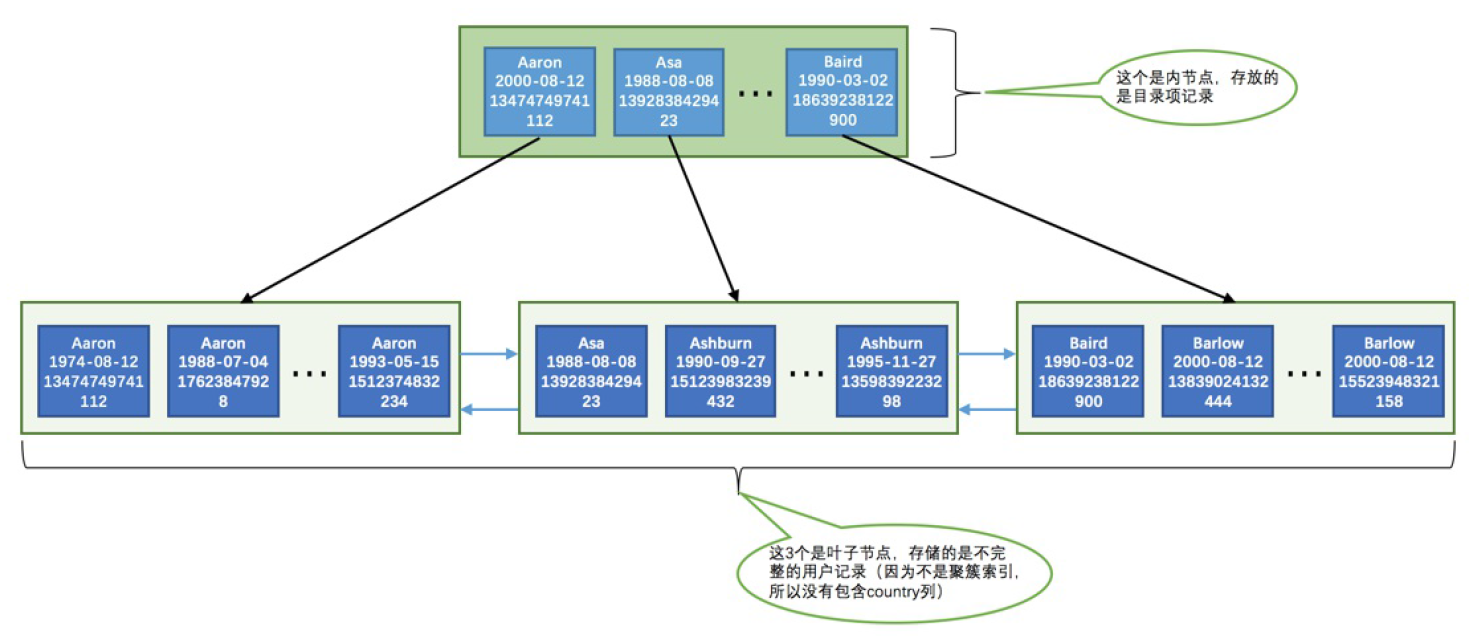 Aaron
2000-08-12
13474749741
112
Asa
1988-08-08
13928384294
23
...
Baird
1990-03-02
18639238122
900
这个是内节点，存放的
是目录项记录
Aaron
1974-08-12
13474749741
112
Aaron
1988-07-04
1762384792
8
...
Aaron
1993-05-15
1512374832
234
Asa
1988-08-08
13928384294
23
Ashburn
1990-09-27
15123983239
432
...
Ashburn
1995-11-27
13598392232
98
Baird
1990-03-02
18639238122
900
Barlow
2000-08-12
13839024132
444
...
Barlow
2000-08-12
15523948321
158
这3个是叶子节点，存储的是不完
整的用户记录（因为不是聚簇索引，
所以没有包含country列）